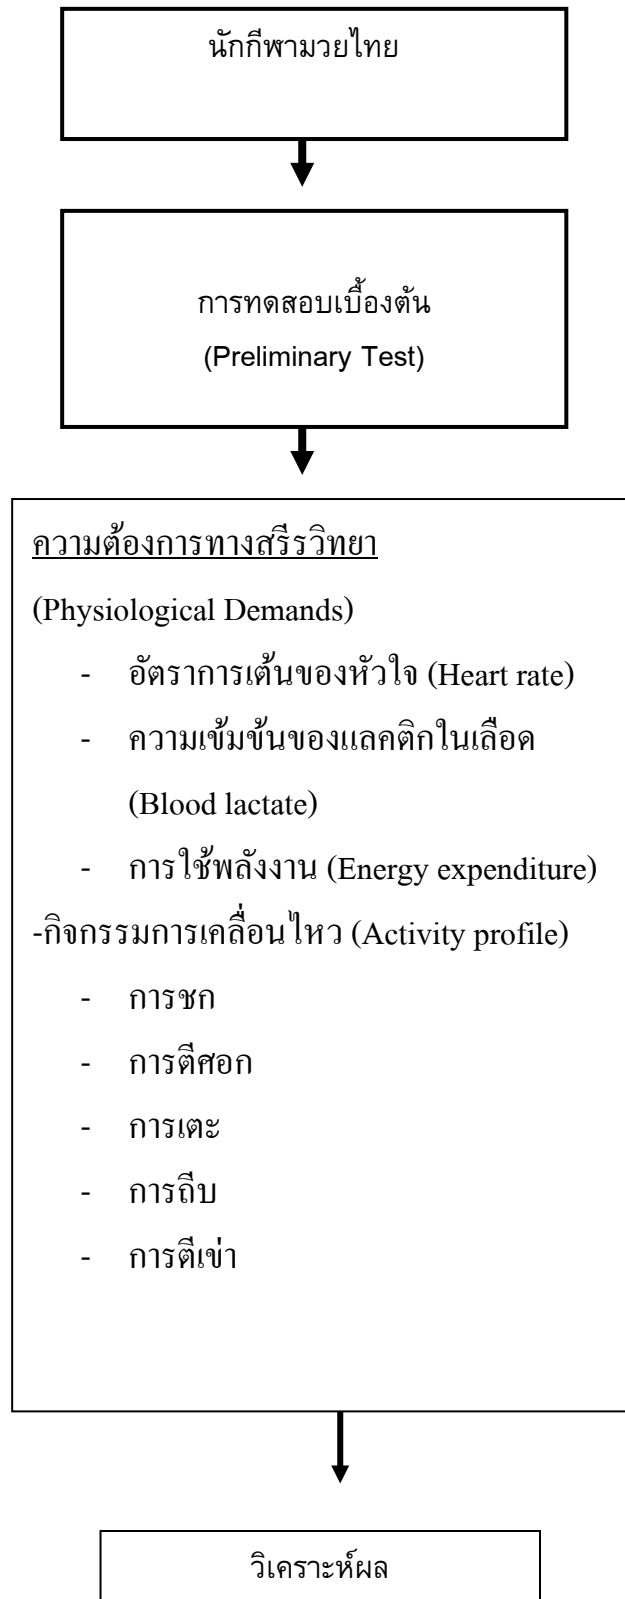 นักกีฬามวยไทย
การทดสอบเบื้องต้น
(Preliminary Test)
ความต้องการทางสรีรวิทยา
(Physiological Demands)
- อัตราการเต้นของหัวใจ (Heart rate)
- ความเข้มข้นของแลคติกในเลือด
(Blood lactate)
- การใช้พลังงาน (Energy expenditure)
-กิจกรรมการเคลื่อนไหว (Activity profile)
- การชก
- การตีศอก
- การเตะ
- การถีบ
- การตีเข่า
วิเคราะห์ผล